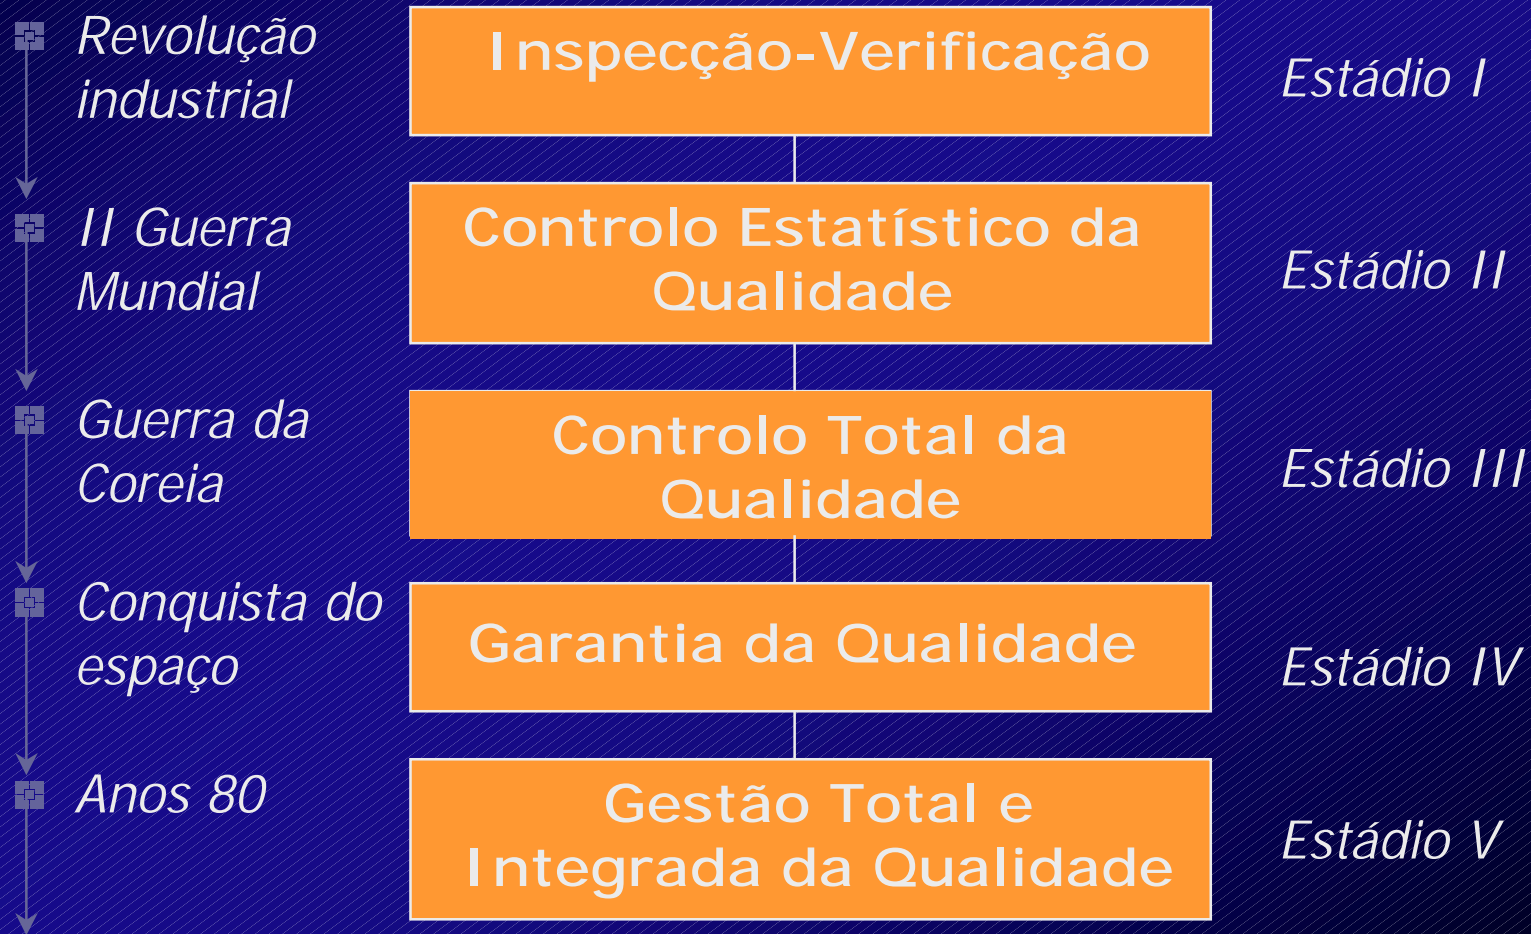 Revolução
industrial
Inspecção-Verificação
Estádio I
II Guerra
Mundial
Controlo Estatístico da
Qualidade
Estádio II
Guerra da
Coreia
Controlo Total da
Qualidade
Estádio III
Conquista do
espaço
Garantia da Qualidade
Estádio IV
Anos 80
Gestão Total e
Integrada da Qualidade
Estádio V